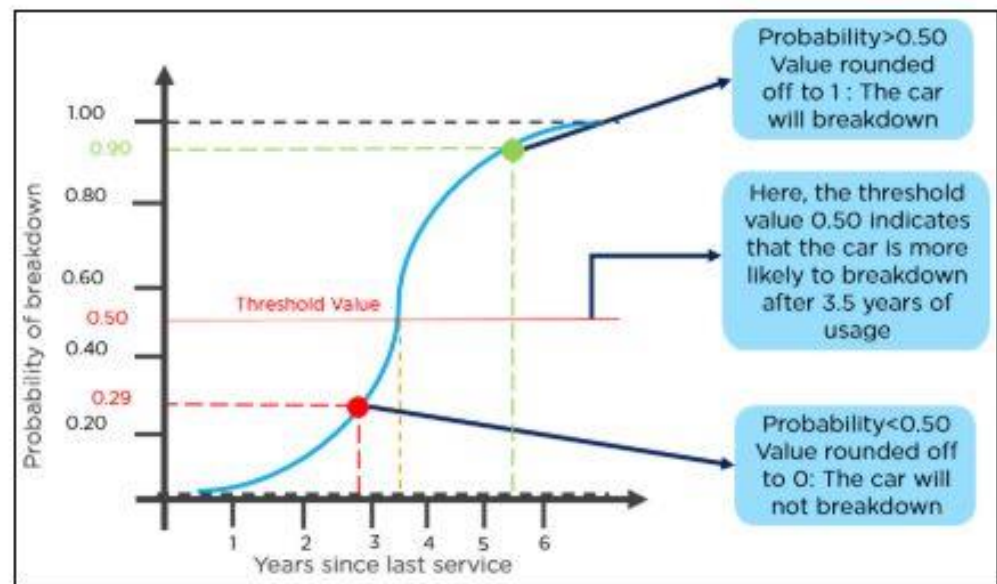 Probability of breakdown
1.00
0.90
0.80
0.60
0.50
0.40
0.29
0.20
Threshold Value
1 2 3 4 5 6
Years since last service
Probability>0.50
Value rounded
off to 1 : The car
will breakdown
Here, the threshold
value 0.50 indicates
that the car is more
likely to breakdown
after 3.5 years of
usage
Probability<0.50
Value rounded off
to 0: The car will
not breakdown